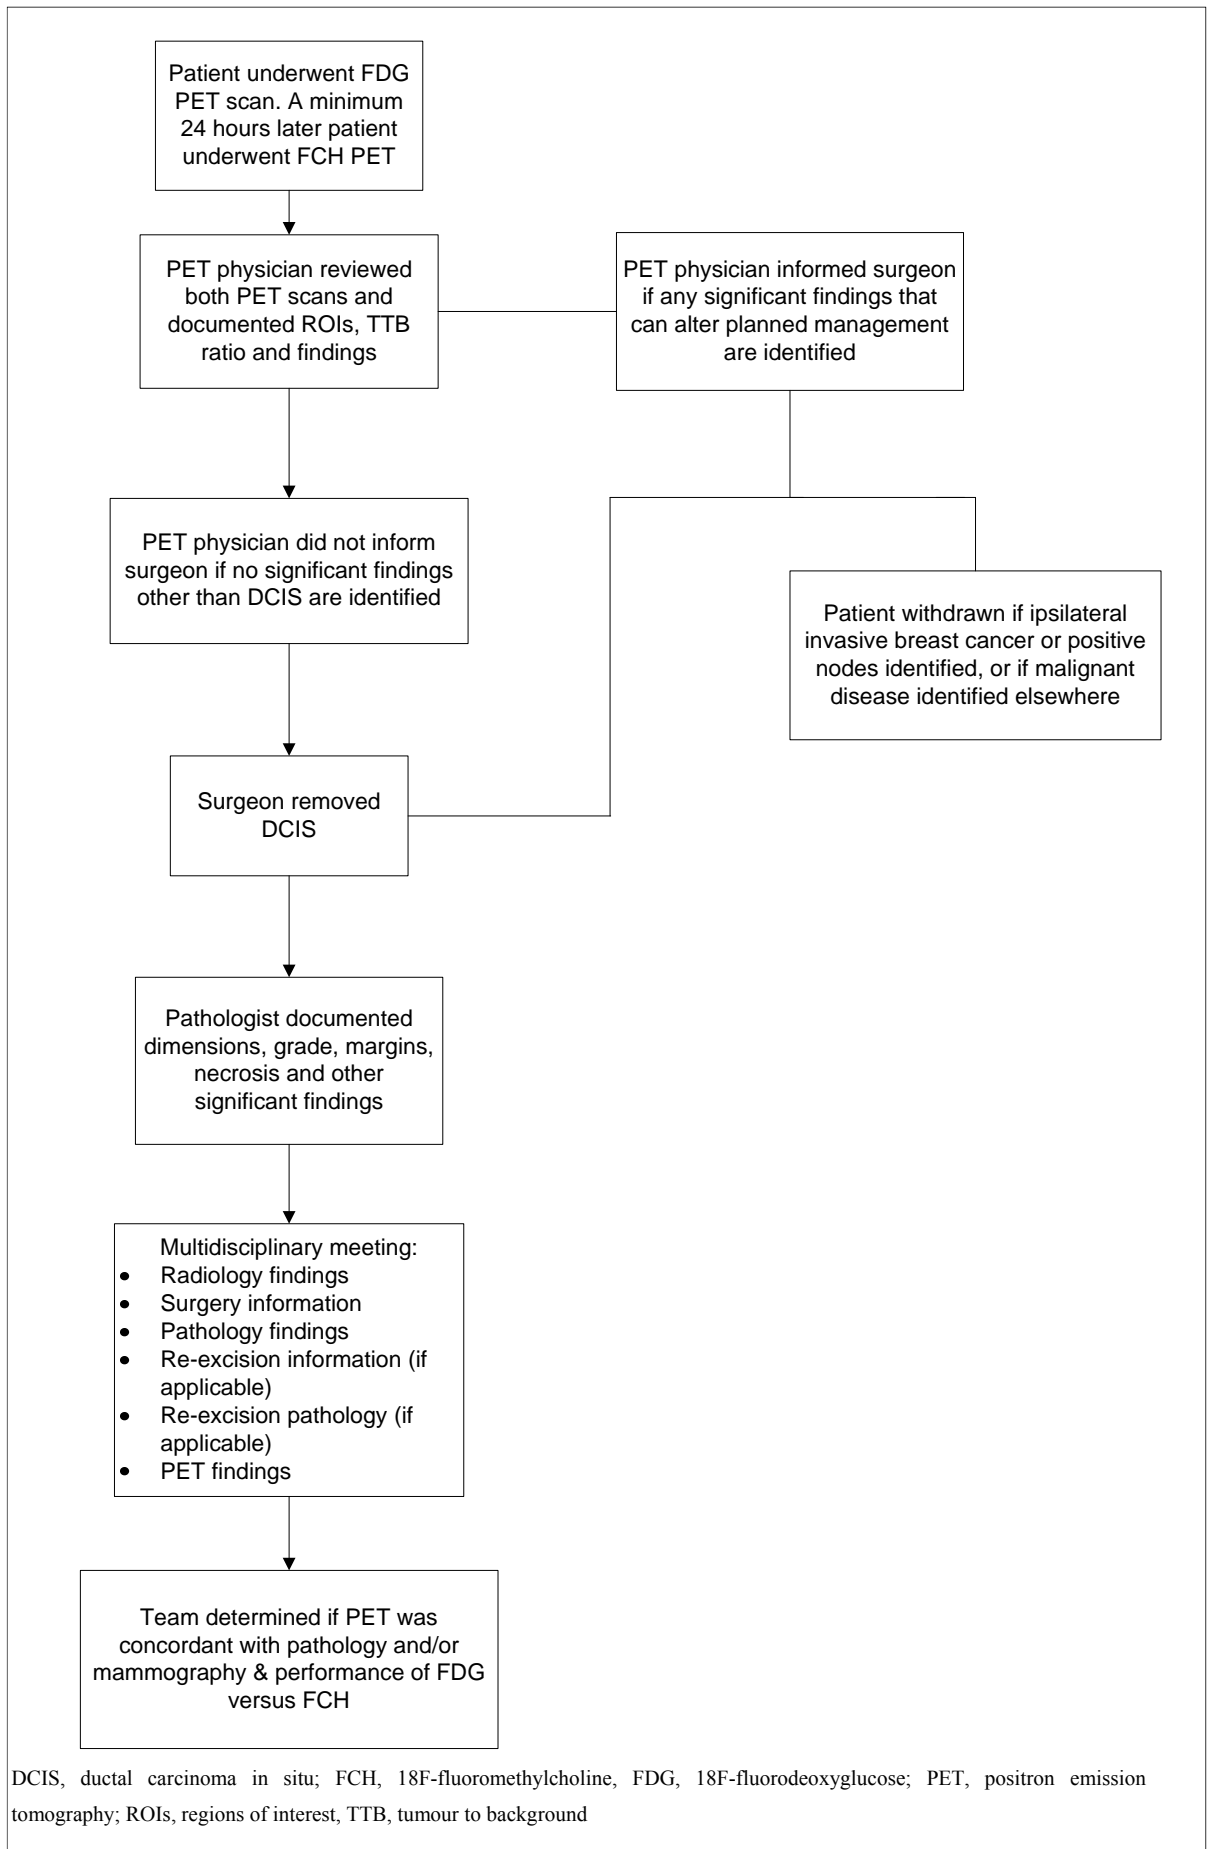 Patient underwent FDG
PET scan. A minimum
24 hours later patient
underwent FCH PET
PET physician reviewed
both PET scans and
documented ROIs, TTB
ratio and findings
PET physician informed surgeon
if any significant findings that
can alter planned management
are identified
PET physician did not inform
surgeon if no significant findings
other than DCIS are identified
Patient withdrawn if ipsilateral
invasive breast cancer or positive
nodes identified, or if malignant
disease identified elsewhere
Surgeon removed
DCIS
Pathologist documented
dimensions, grade, margins,
necrosis and other
significant findings
Multidisciplinary meeting:
• Radiology findings
• Surgery information
• Pathology findings
• Re-excision information (if
applicable)
• Re-excision pathology (if
applicable)
• PET findings
Team determined if PET was
concordant with pathology and/or
mammography & performance of FDG
versus FCH
DCIS, ductal carcinoma in situ; FCH, 18F-fluoromethylcholine, FDG, 18F-fluorodeoxyglucose; PET, positron emission
tomography; ROIs, regions of interest, TTB, tumour to background